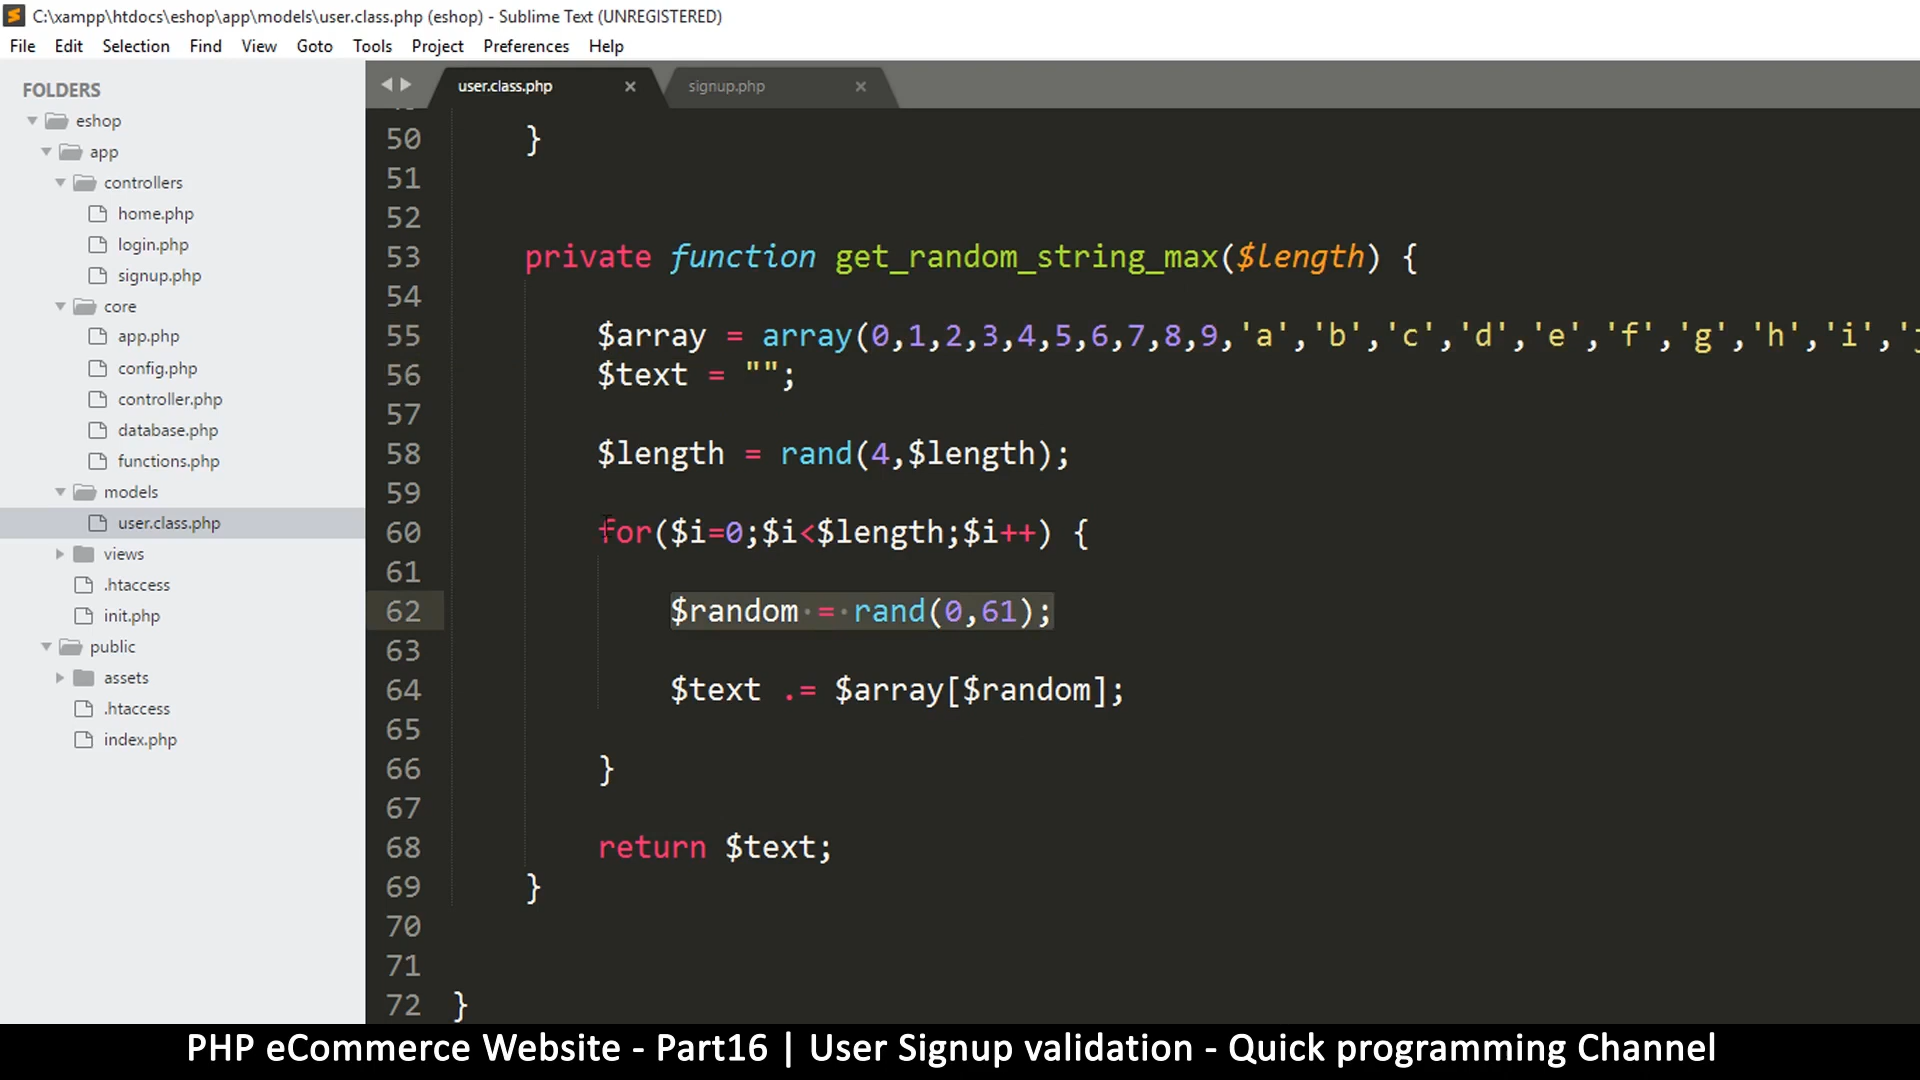 C:\xampp\htdocs\eshop\app\models\user.class.php (eshop) - Sublime Text (UNREGISTERED)
File Edit Selection Find View Goto Tools Project Preferences Help
FOLDERS
eshop
app
controllers
home.php
login.php
signup.php
core
app.php
config.php
controller.php
database.php
functions.php
models
user.class.php
views
.htaccess
init.php
public
assets
.htaccess
index.php
user.class.php × signup.php ×
50 }
51
52
53 private function get_random_string_max($length) {
54
55 $array = array(0,1,2,3,4,5,6,7,8,9,'a','b','c','d','e','f','g','h','i','
56 $text = "";
57
58 $length = rand(4,$length);
59
60 for($i=0;$i<$length;$i++) {
61
62 $random = rand(0,61);
63
64 $text .= $array[$random];
65
66 }
67
68 return $text;
69 }
70
71
72 }
PHP eCommerce Website - Part16 | User Signup validation - Quick programming Channel